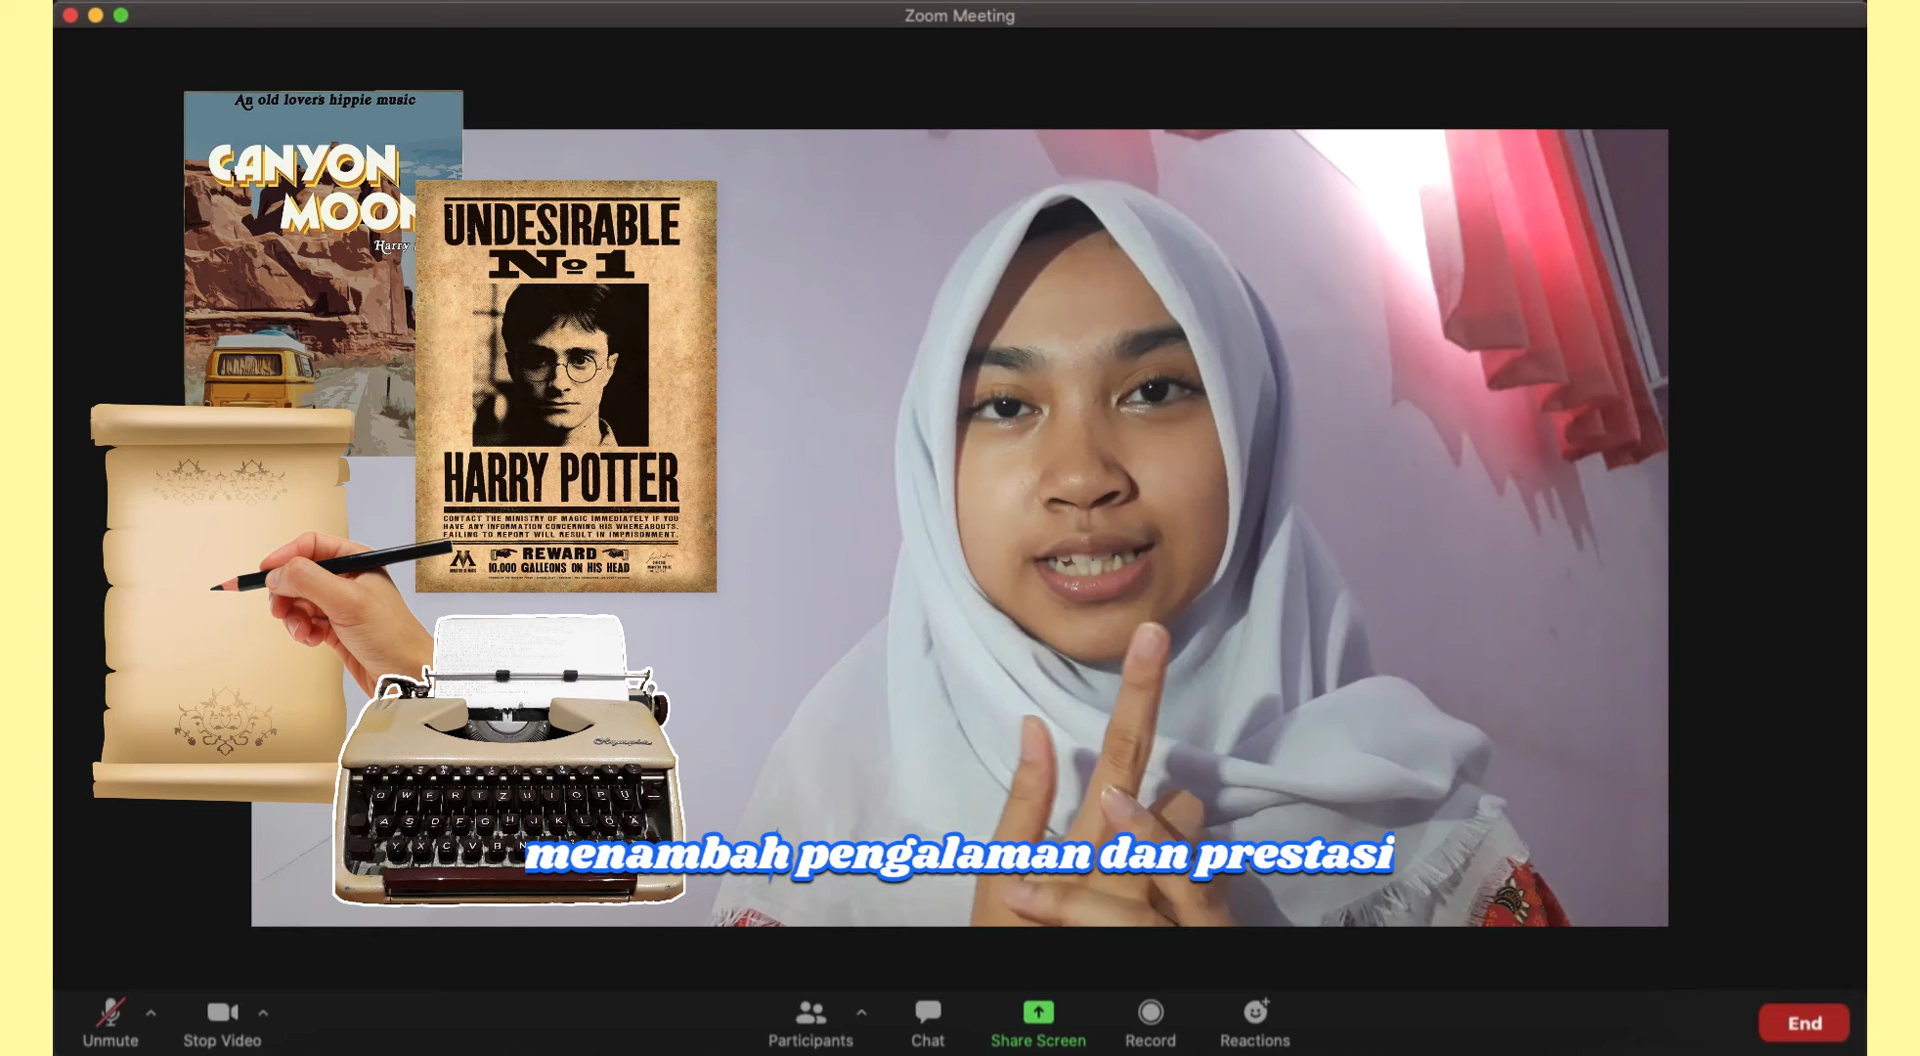 Zoom Meeting
An old lover's hippie music
CANYON
MOON
Harry
UNDESIRABLE
No 1
HARRY POTTER
CONTACT THE MINISTRY OF MAGIC IMMEDIATELY IF YOU
HAVE ANY INFORMATION CONCERNING HIS WHEREABOUTS.
FAILING TO REPORT WILL RESULT IN IMPRISONMENT.
REWARD
10.000 GALLEONS ON HIS HEAD
Olympia
Q W E R T Z U I O P Ü
A S D F G H J K L Ö Ä
Y X C V B N
menambah pengalaman dan prestasi
Unmute
Stop Video
Participants
Chat
Share Screen
Record
Reactions
End